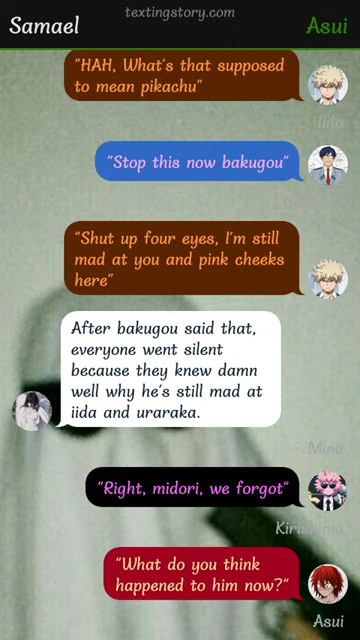 textingstory.com
Samael
Asui
"HAH, What's that supposed
to mean pikachu"
Iida
"Stop this now bakugou"
"Shut up four eyes, I'm still
mad at you and pink cheeks
here"
After bakugou said that,
everyone went silent
because they knew damn
well why he's still mad at
iida and uraraka.
Mina
"Right, midori, we forgot"
Kirishima
"What do you think
happened to him now?"
Asui